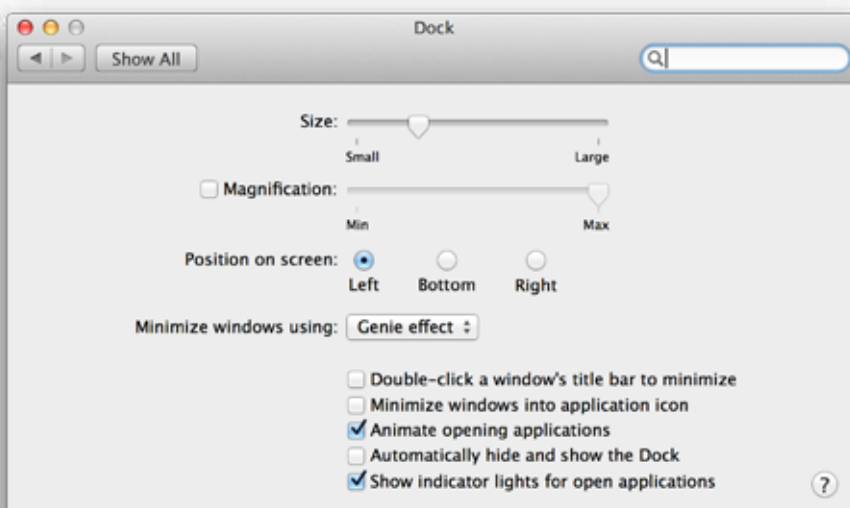 Dock
Show All
Size:
Small Large
Magnification:
Min Max
Position on screen:
Left Bottom Right
Minimize windows using: Genie effect
Double-click a window's title bar to minimize
Minimize windows into application icon
Animate opening applications
Automatically hide and show the Dock
Show indicator lights for open applications
?